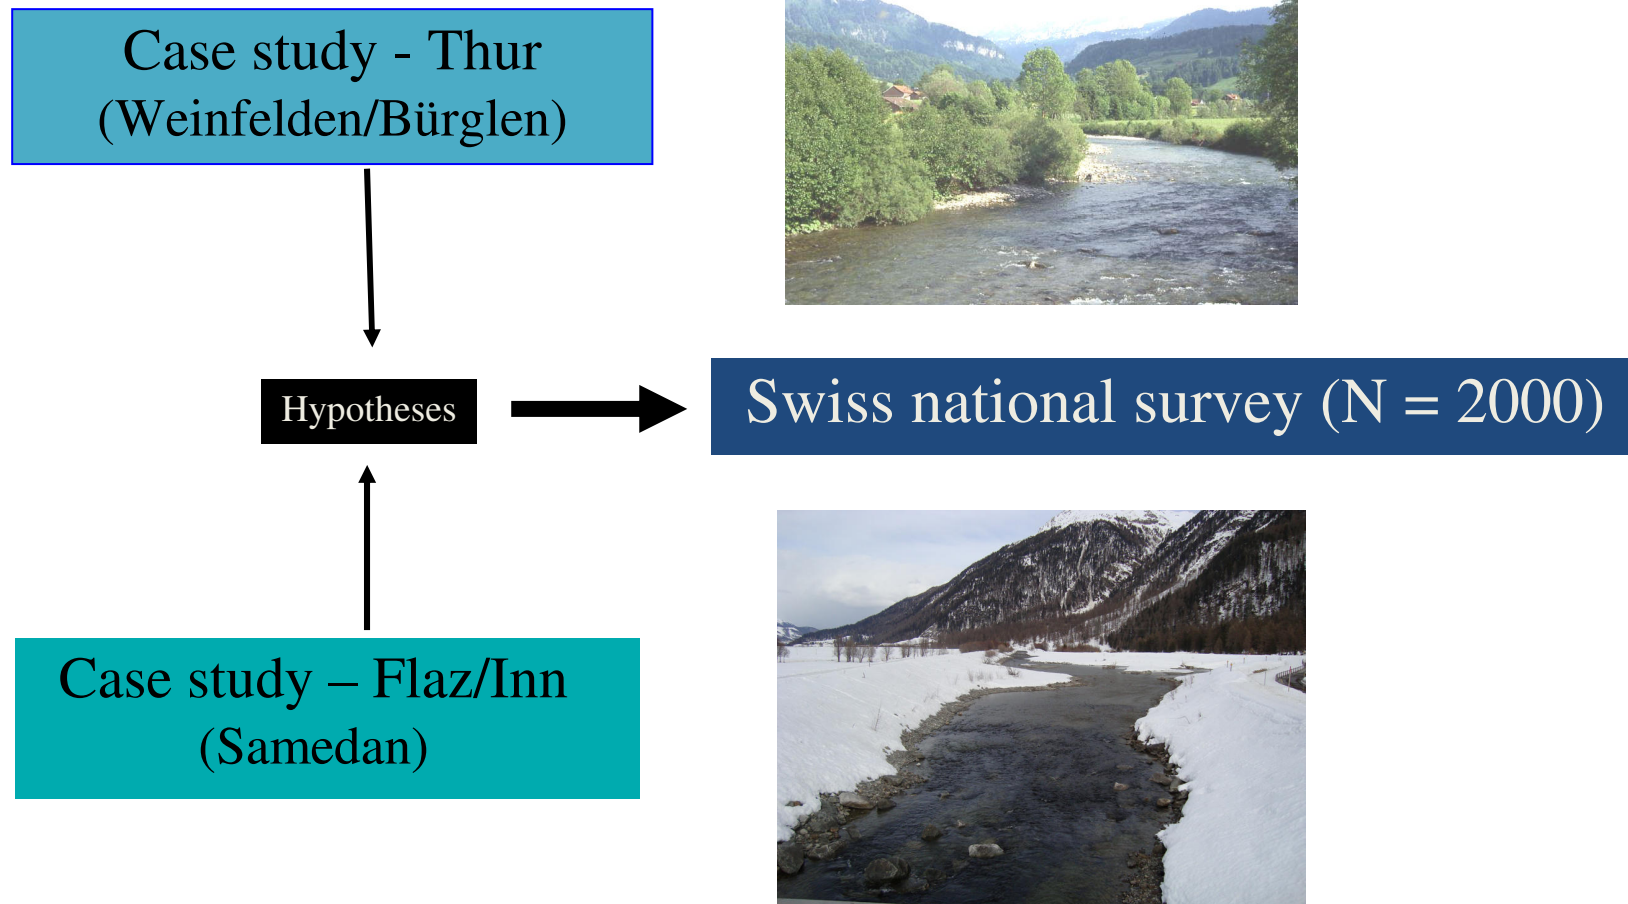 Case study - Thur
(Weinfelden/Bürglen)
Hypotheses
Swiss national survey (N = 2000)
Case study – Flaz/Inn
(Samedan)